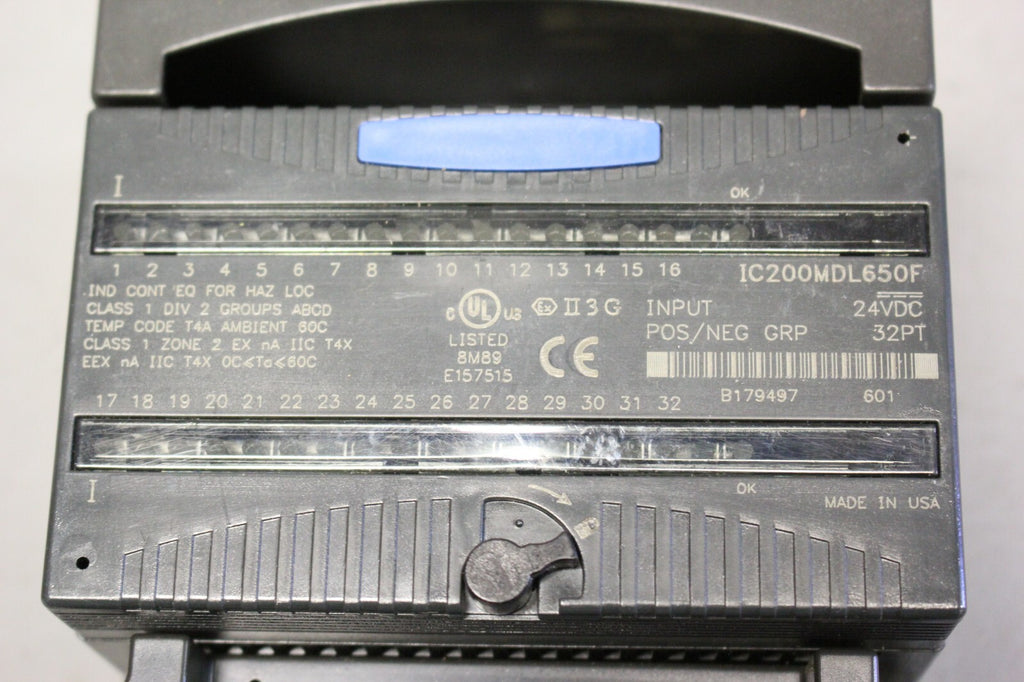 I OK
1 2 3 4 5 6 7 8 9 10 11 12 13 14 15 16
IC200MDL650F
IND CONT EQ FOR HAZ LOC
CLASS 1 DIV 2 GROUPS ABCD
TEMP CODE T4A AMBIENT 60C
CLASS 1 ZONE 2 EX nA IIC T4X
EEX nA IIC T4X 0C≤Ta≤60C
C UL US
LISTED
8M89
E157515
Ex II 3 G
CE
INPUT 24VDC
POS/NEG GRP 32PT
B179497 601
17 18 19 20 21 22 23 24 25 26 27 28 29 30 31 32
I OK
MADE IN USA